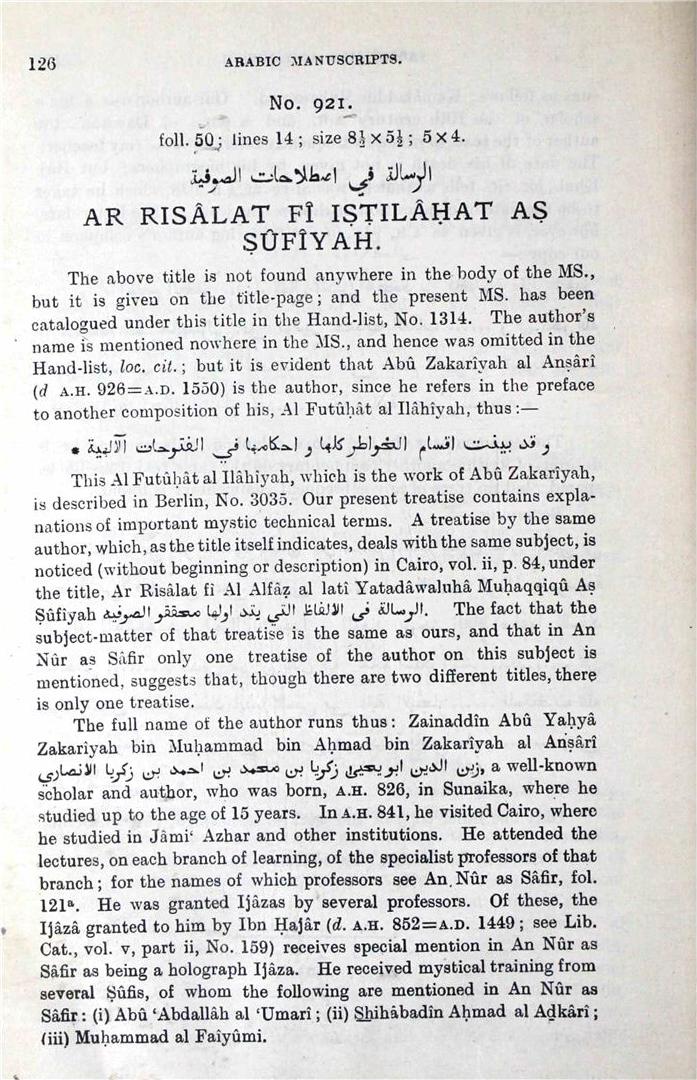 126
ARABIC MANUSCRIPTS.
No. 921.
foll. 50; lines 14; size 8½ × 5½; 5 × 4.
الرسالة في اصطلاحات الصوفية
AR RISÂLAT FÎ IṢṬILÂḤAT AṢ
ṢÛFÎYAH.
The above title is not found anywhere in the body of the MS.,
but it is given on the title-page; and the present MS. has been
catalogued under this title in the Hand-list, No. 1314. The author's
name is mentioned nowhere in the MS., and hence was omitted in the
Hand-list, loc. cit.; but it is evident that Abû Zakarîyah al Anṣârî
(d A.H. 926=A.D. 1550) is the author, since he refers in the preface
to another composition of his, Al Futûḥât al Ilâhîyah, thus:—
و قد بينت اقسام الخواطر كلها و احكامها في الفتوحات الآلهية *
This Al Futûḥât al Ilâhîyah, which is the work of Abû Zakarîyah,
is described in Berlin, No. 3035. Our present treatise contains expla-
nations of important mystic technical terms. A treatise by the same
author, which, as the title itself indicates, deals with the same subject, is
noticed (without beginning or description) in Cairo, vol. ii, p. 84, under
the title, Ar Risâlat fî Al Alfâẓ al latî Yatadâwaluhâ Muḥaqqiqû Aṣ
Ṣûfîyah الرسالة في الالفاظ التي يتد اولها محققو الصوفيه. The fact that the
subject-matter of that treatise is the same as ours, and that in An
Nûr as Sâfir only one treatise of the author on this subject is
mentioned, suggests that, though there are two different titles, there
is only one treatise.
The full name of the author runs thus: Zainaddîn Abû Yaḥyâ
Zakarîyah bin Muḥammad bin Aḥmad bin Zakarîyah al Anṣârî
زين الدين ابو يحيى زكريا بن محمد بن احمد بن زكريا الانصاري, a well-known
scholar and author, who was born, A.H. 826, in Sunaika, where he
studied up to the age of 15 years. In A.H. 841, he visited Cairo, where
he studied in Jâmi‘ Azhar and other institutions. He attended the
lectures, on each branch of learning, of the specialist professors of that
branch; for the names of which professors see An Nûr as Sâfir, fol.
121ᵃ. He was granted Ijâzas by several professors. Of these, the
Ijâzâ granted to him by Ibn Ḥajâr (d. A.H. 852=A.D. 1449; see Lib.
Cat., vol. v, part ii, No. 159) receives special mention in An Nûr as
Sâfir as being a holograph Ijâza. He received mystical training from
several Ṣûfis, of whom the following are mentioned in An Nûr as
Sâfir: (i) Abû ‘Abdallâh al ‘Umarî; (ii) Shihâbadîn Aḥmad al Adkârî;
(iii) Muḥammad al Faîyûmi.